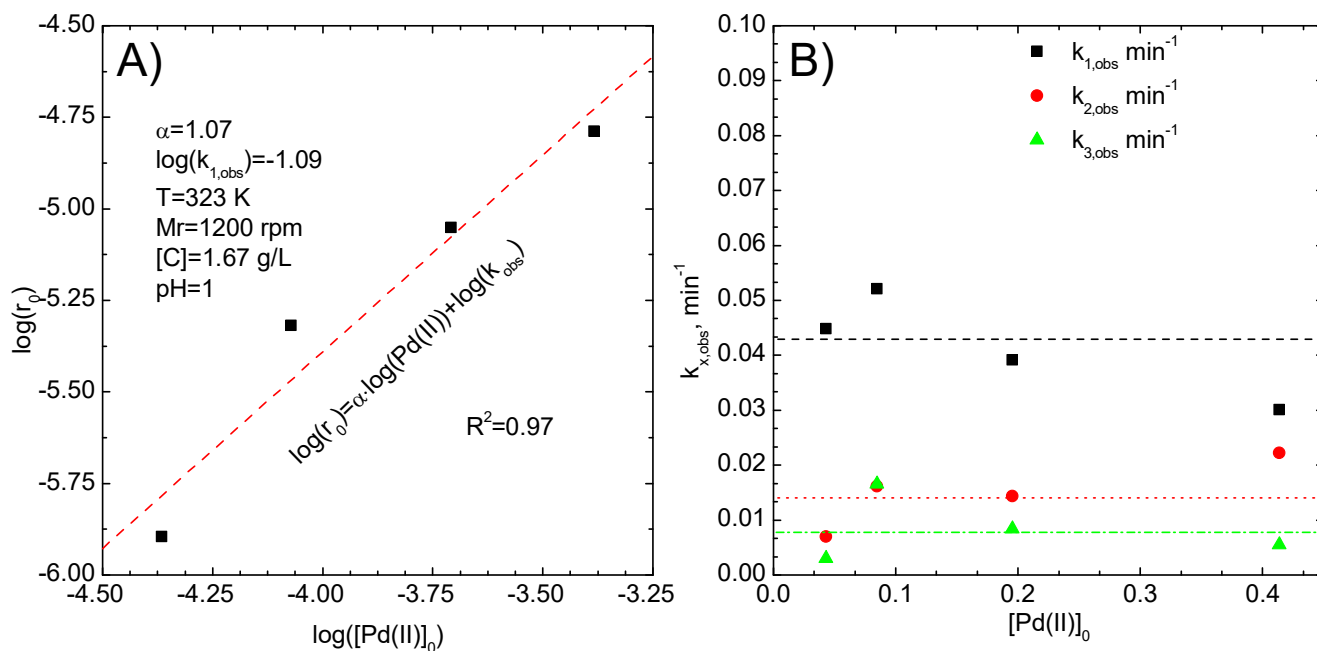 A)
α=1.07
log(k1,obs)=-1.09
T=323 K
Mr=1200 rpm
[C]=1.67 g/L
pH=1
log(r0)=α·log(Pd(II))+log(kobs)
R2=0.97
-4.50
-4.75
-5.00
-5.25
-5.50
-5.75
-6.00
log(r0)
-4.50 -4.25 -4.00 -3.75 -3.50 -3.25
log([Pd(II)]0)
B)
k1,obs min-1
k2,obs min-1
k3,obs min-1
0.10
0.09
0.08
0.07
0.06
0.05
0.04
0.03
0.02
0.01
0.00
kx,obs, min-1
0.0 0.1 0.2 0.3 0.4
[Pd(II)]0